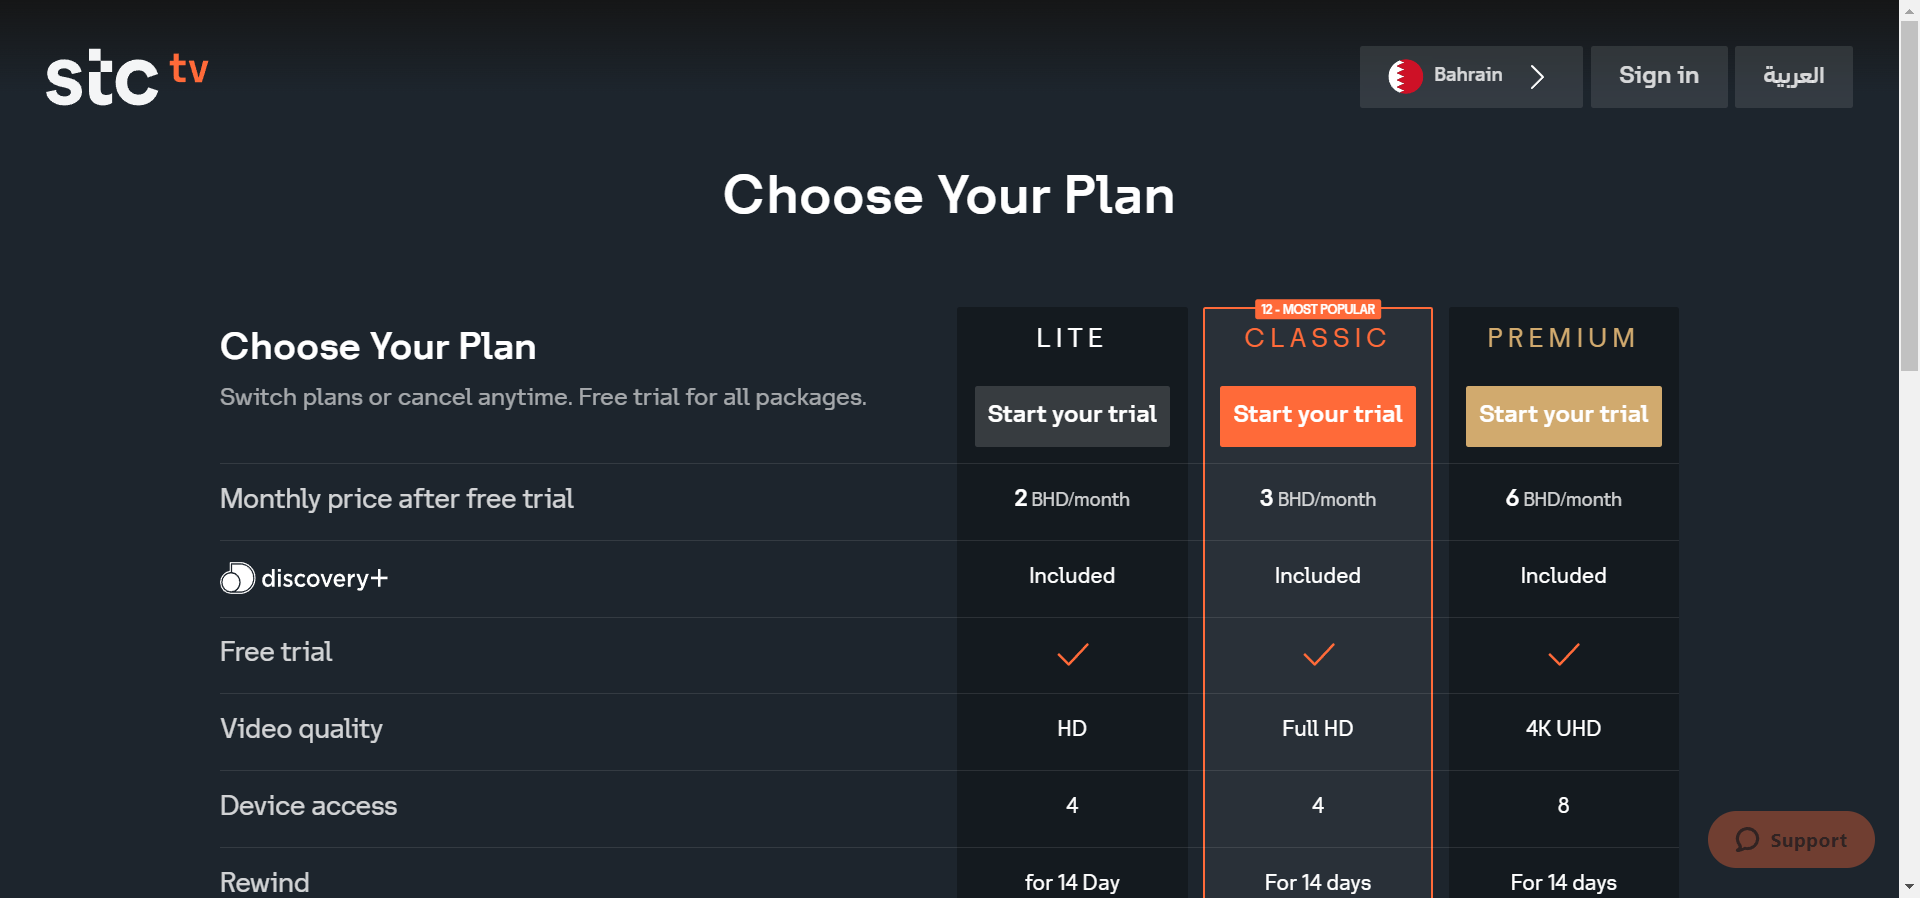 stc tv
Bahrain
Sign in
العربية
Choose Your Plan
12 - MOST POPULAR
Choose Your Plan
LITE
CLASSIC
PREMIUM
Switch plans or cancel anytime. Free trial for all packages.
Start your trial
Start your trial
Start your trial
Monthly price after free trial
2 BHD/month
3 BHD/month
6 BHD/month
discovery+
Included
Included
Included
Free trial
Video quality
HD
Full HD
4K UHD
Device access
4
4
8
Support
Rewind
for 14 Day
For 14 days
For 14 days